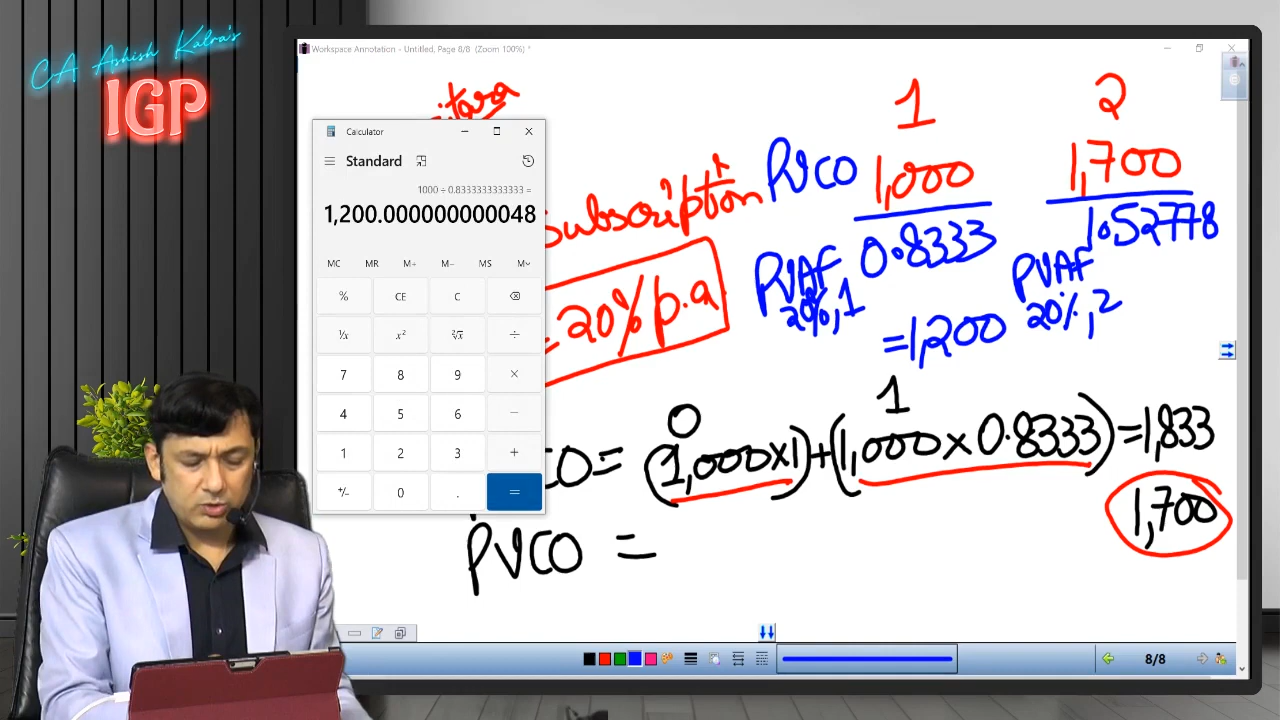 CA Ashish Kalra's
IGP
Workspace Annotation - Untitled, Page 8/8 (Zoom 100%) *
1 2
Calculator
Standard
1000 ÷ 0.8333333333333 =
1,200.000000000048
MC MR M+ M− MS M˅
% CE C
¹/x x² ²√x ÷
7 8 9 ×
4 5 6 −
1 2 3 +
+/− 0 . =
Subscription
= 20% p.a
PVCO 1,000 1,700
PVAF 0.8333 PVAF 1.52778
20%,1 20%,2
=1,200
0 1
CO= (1,000×1)+(1,000×0.8333)=1,833
1,700
PVCO =
8/8